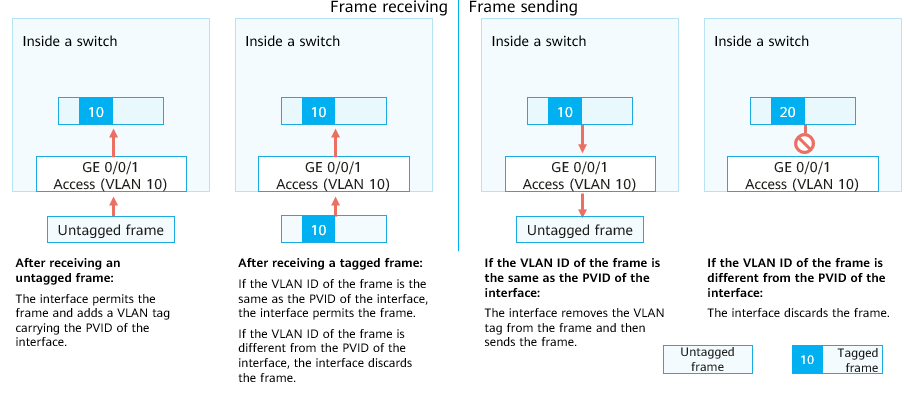 Frame receiving
Frame sending
Inside a switch
10
GE 0/0/1
Access (VLAN 10)
Untagged frame
After receiving an
untagged frame:
The interface permits the
frame and adds a VLAN tag
carrying the PVID of the
interface.
Inside a switch
10
GE 0/0/1
Access (VLAN 10)
10
After receiving a tagged frame:
If the VLAN ID of the frame is the
same as the PVID of the interface,
the interface permits the frame.
If the VLAN ID of the frame is
different from the PVID of the
interface, the interface discards
the frame.
Inside a switch
10
GE 0/0/1
Access (VLAN 10)
Untagged frame
If the VLAN ID of the frame is
the same as the PVID of the
interface:
The interface removes the VLAN
tag from the frame and then
sends the frame.
Inside a switch
20
GE 0/0/1
Access (VLAN 10)
If the VLAN ID of the frame is
different from the PVID of the
interface:
The interface discards the frame.
Untagged
frame
10
Tagged
frame